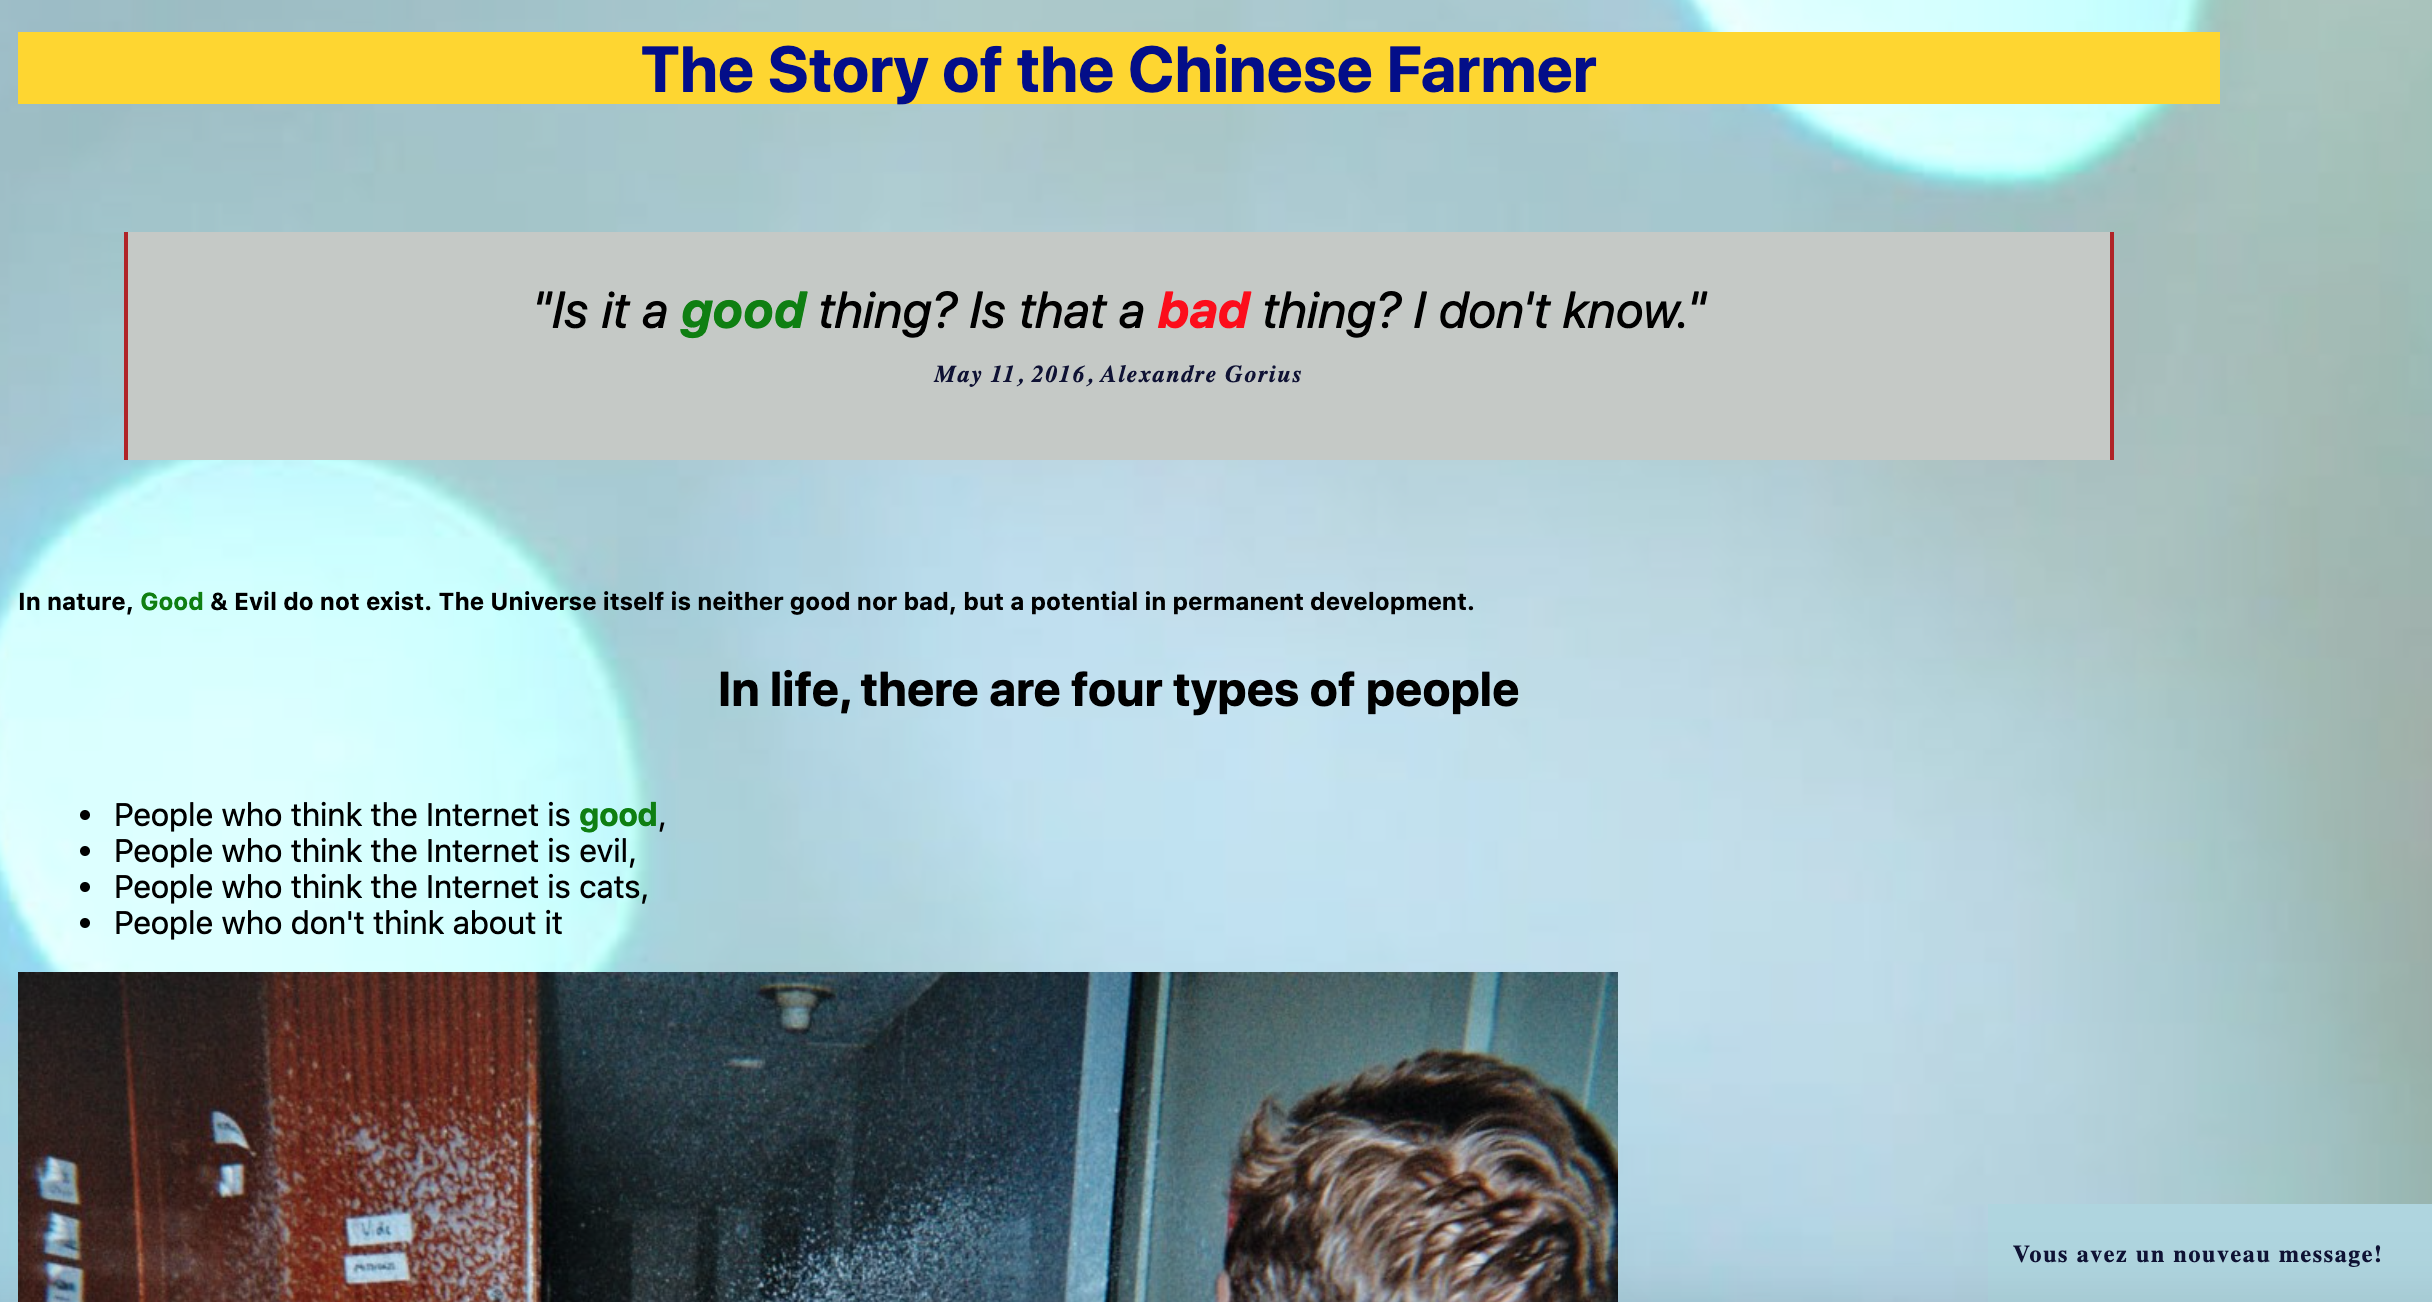 The Story of the Chinese Farmer
"Is it a good thing? Is that a bad thing? I don't know."
May 11, 2016, Alexandre Gorius
In nature, Good & Evil do not exist. The Universe itself is neither good nor bad, but a potential in permanent development.
In life, there are four types of people
People who think the Internet is good,
People who think the Internet is evil,
People who think the Internet is cats,
People who don't think about it
Vide
Vous avez un nouveau message!